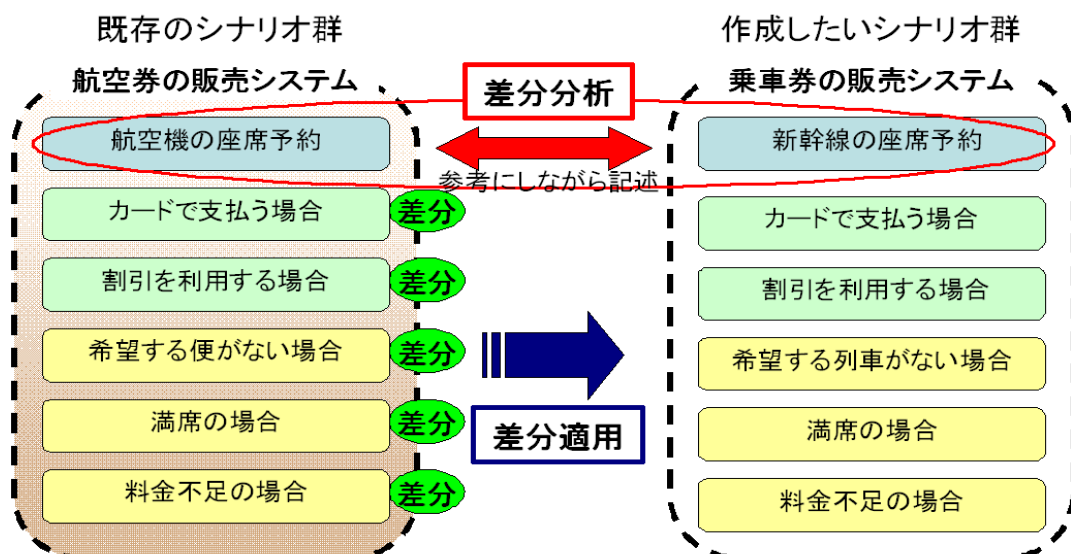 既存のシナリオ群
作成したいシナリオ群
航空券の販売システム
差分分析
乗車券の販売システム
航空機の座席予約
新幹線の座席予約
参考にしながら記述
カードで支払う場合
差分
カードで支払う場合
割引を利用する場合
差分
割引を利用する場合
希望する便がない場合
差分
希望する列車がない場合
満席の場合
差分
差分適用
満席の場合
料金不足の場合
差分
料金不足の場合